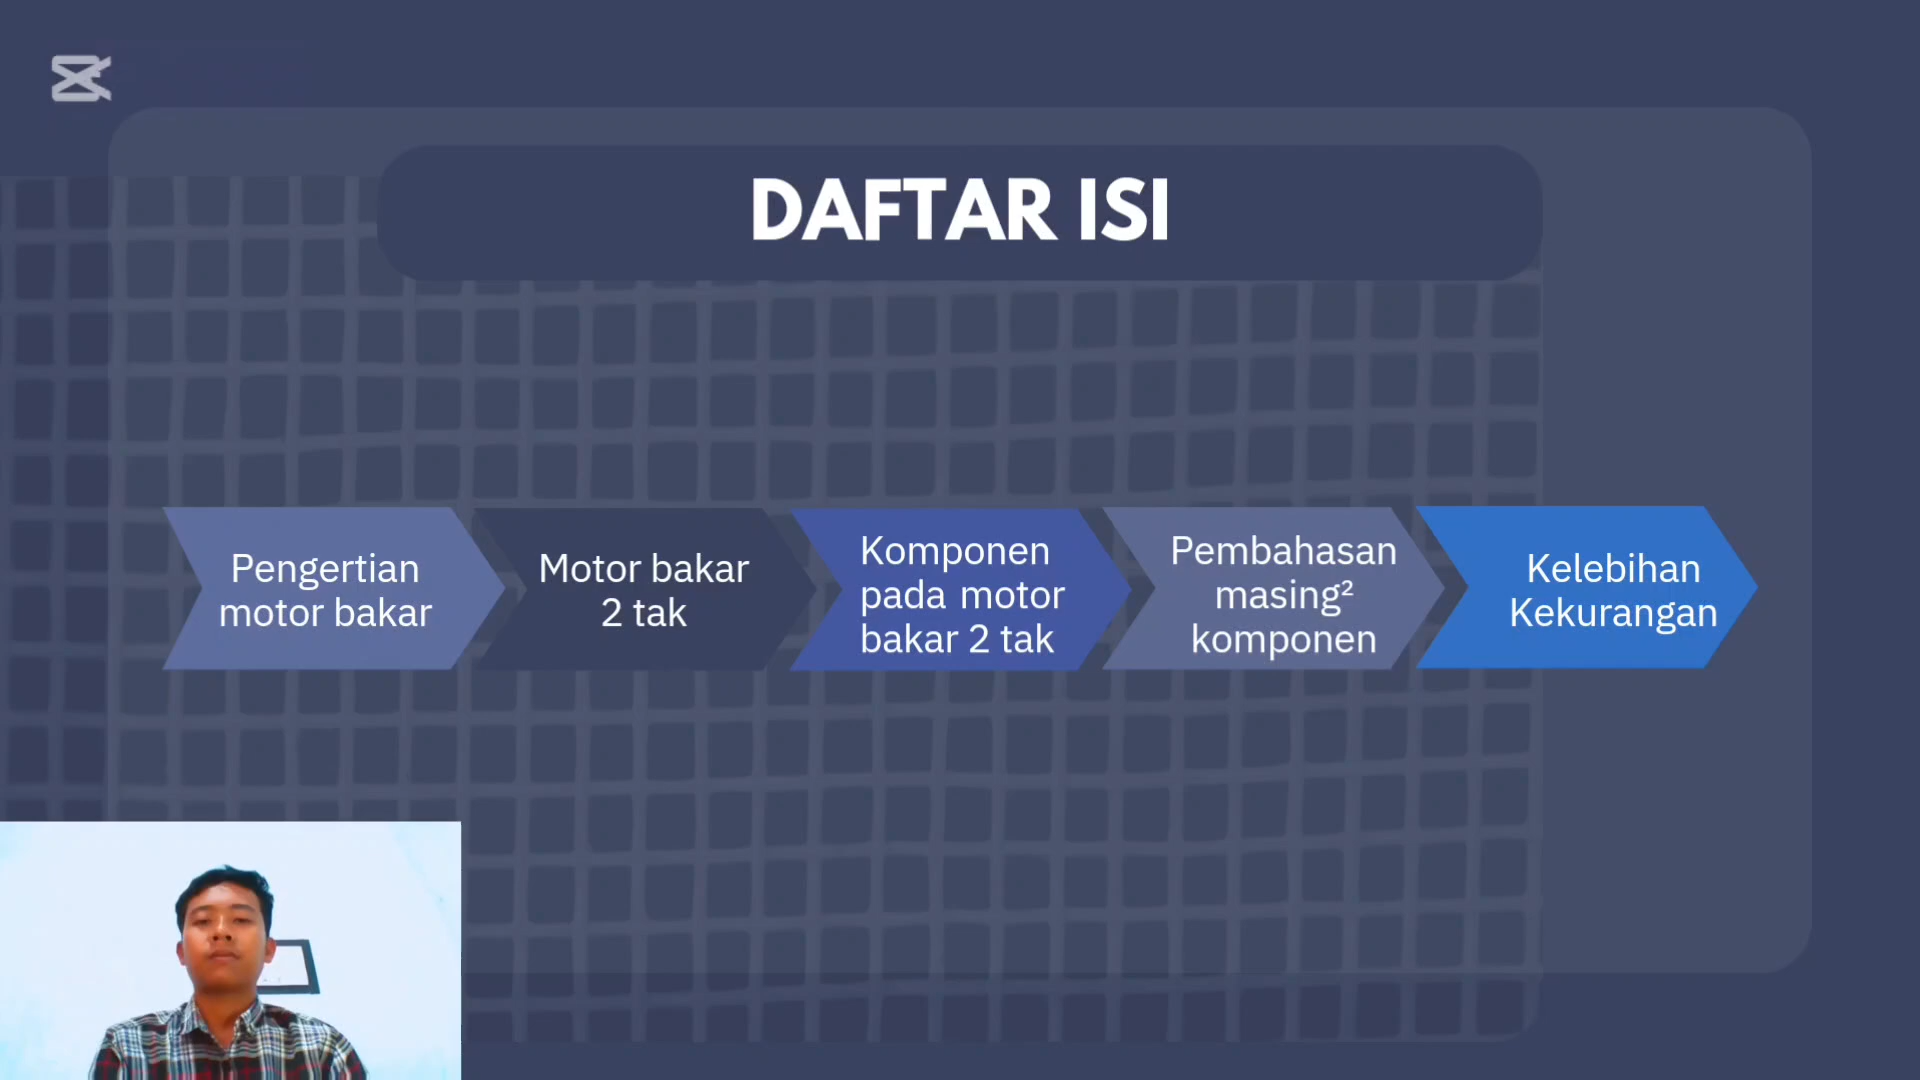 DAFTAR ISI
Pengertian
motor bakar
Motor bakar
2 tak
Komponen
pada motor
bakar 2 tak
Pembahasan
masing²
komponen
Kelebihan
Kekurangan